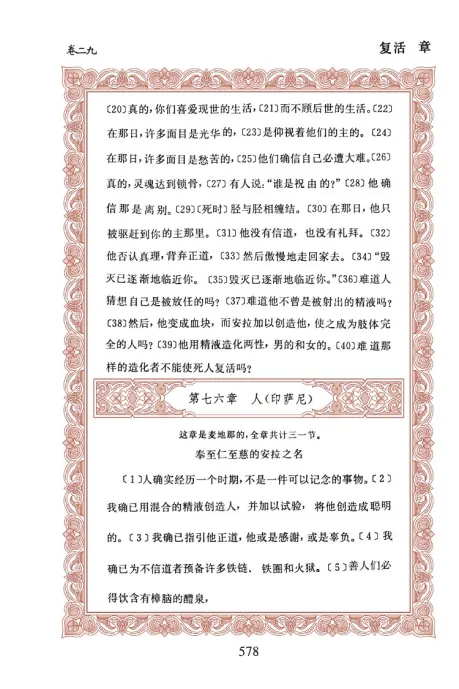 卷二九
复活 章
〔20〕真的,你们喜爱现世的生活,〔21〕而不顾后世的生活。〔22〕
在那日,许多面目是光华的,〔23〕是仰视着他们的主的。〔24〕
在那日,许多面目是愁苦的,〔25〕他们确信自己必遭大难。〔26〕
真的,灵魂达到锁骨,〔27〕有人说:“谁是祝由的?”〔28〕他确
信那是离别。〔29〕(死时)胫与胫相缠结。〔30〕在那日,他只
被驱赶到你的主那里。〔31〕他没有信道,也没有礼拜。〔32〕
他否认真理,背弃正道,〔33〕然后傲慢地走回家去。〔34〕“毁
灭已逐渐地临近你。〔35〕毁灭已逐渐地临近你。”〔36〕难道人
猜想自己是被放任的吗?〔37〕难道他不曾是被射出的精液吗?
〔38〕然后,他变成血块,而安拉加以创造他,使之成为肢体完
全的人吗?〔39〕他用精液造化两性,男的和女的。〔40〕难道那
样的造化者不能使死人复活吗?
第七六章 人(印萨尼)
这章是麦地那的,全章共计三一节。
奉至仁至慈的安拉之名
〔1〕人确实经历一个时期,不是一件可以记念的事物。〔2〕
我确已用混合的精液创造人,并加以试验,将他创造成聪明
的。〔3〕我确已指引他正道,他或是感谢,或是辜负。〔4〕我
确已为不信道者预备许多铁链、铁圈和火狱。〔5〕善人们必
得饮含有樟脑的醴泉,
578